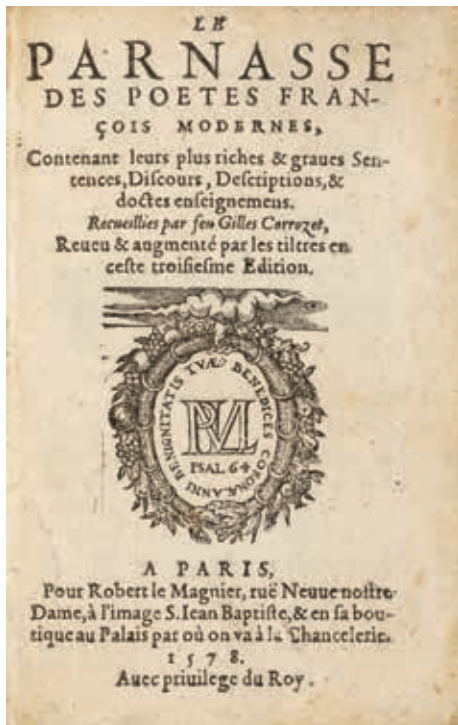 LE
PARNASSE
DES POETES FRAN-
ÇOIS MODERNES,
Contenant leurs plus riches & graues Sen-
tences, Discours, Descriptions, &
doctes enseignemens.
Recueillies par feu Gilles Corrozet,
Reueu & augmenté par les tiltres en
ceste troisiesme Edition.
BENEDICES CORONÆ ANNI BENIGNITATIS TVÆ
RLM
PSAL. 64
A PARIS,
Pour Robert le Magnier, ruë Neuue nostre
Dame, à l'image S. Iean Baptiste, & en sa bou-
tique au Palais par où on va à la Chancelerie.
1578.
Auec priuilege du Roy.